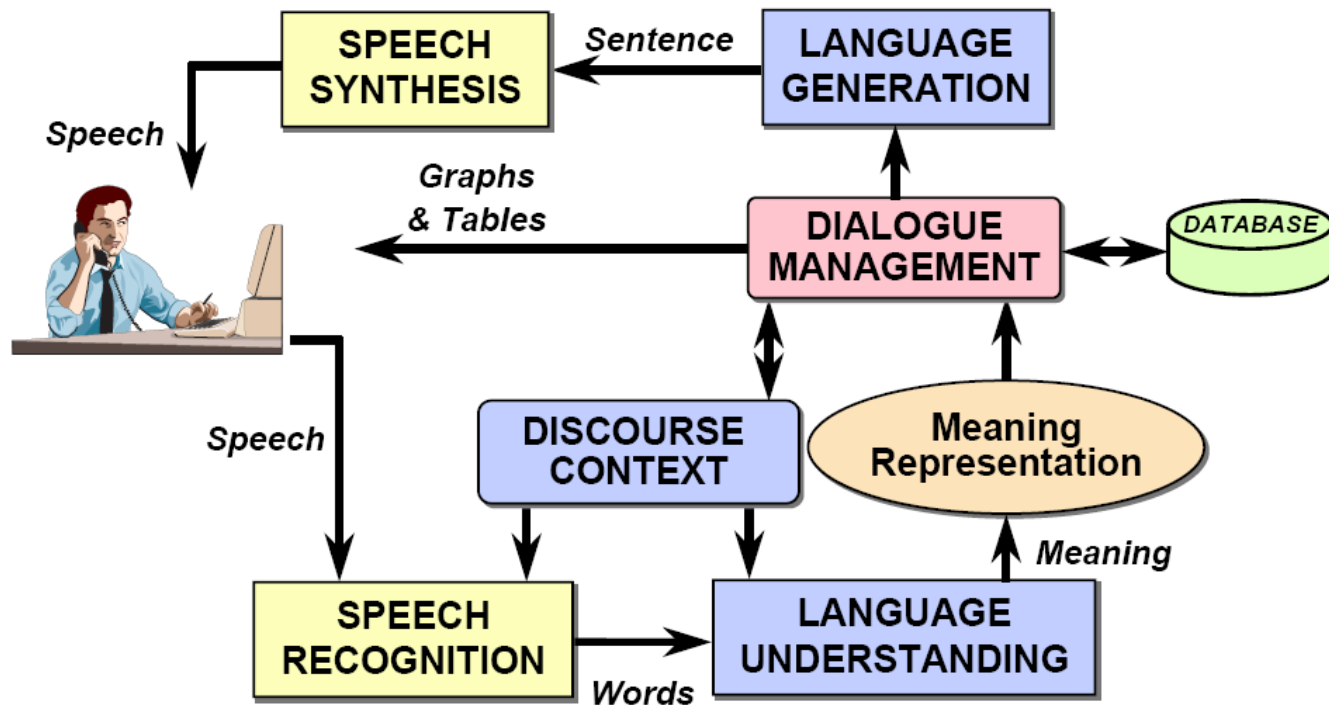 SPEECH
SYNTHESIS
Sentence
LANGUAGE
GENERATION
Speech
Graphs
& Tables
DIALOGUE
MANAGEMENT
DATABASE
Speech
DISCOURSE
CONTEXT
Meaning
Representation
Meaning
SPEECH
RECOGNITION
Words
LANGUAGE
UNDERSTANDING